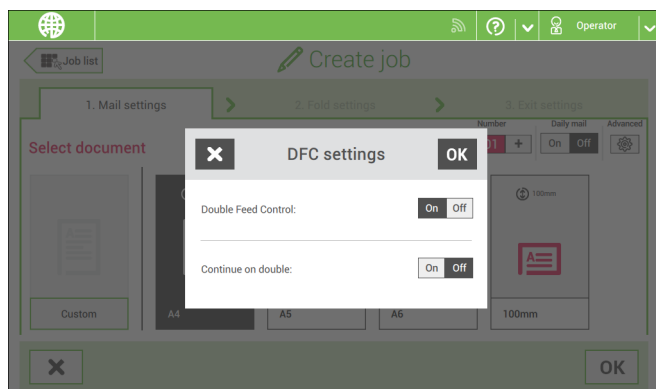 Operator
Job list
Create job
1. Mail settings
2. Fold settings
3. Exit settings
Select document
Number
01 +
Daily mail
On Off
Advanced
DFC settings
OK
Double Feed Control:
On Off
Continue on double:
On Off
100mm
Custom
A4
A5
A6
100mm
OK